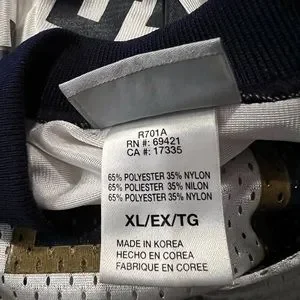 R701A
RN #: 69421
CA #: 17335
65% POLYESTER 35% NYLON
65% POLIESTER 35% NILON
65% POLYESTER 35% NYLON
XL/EX/TG
MADE IN KOREA
HECHO EN COREA
FABRIQUE EN COREE